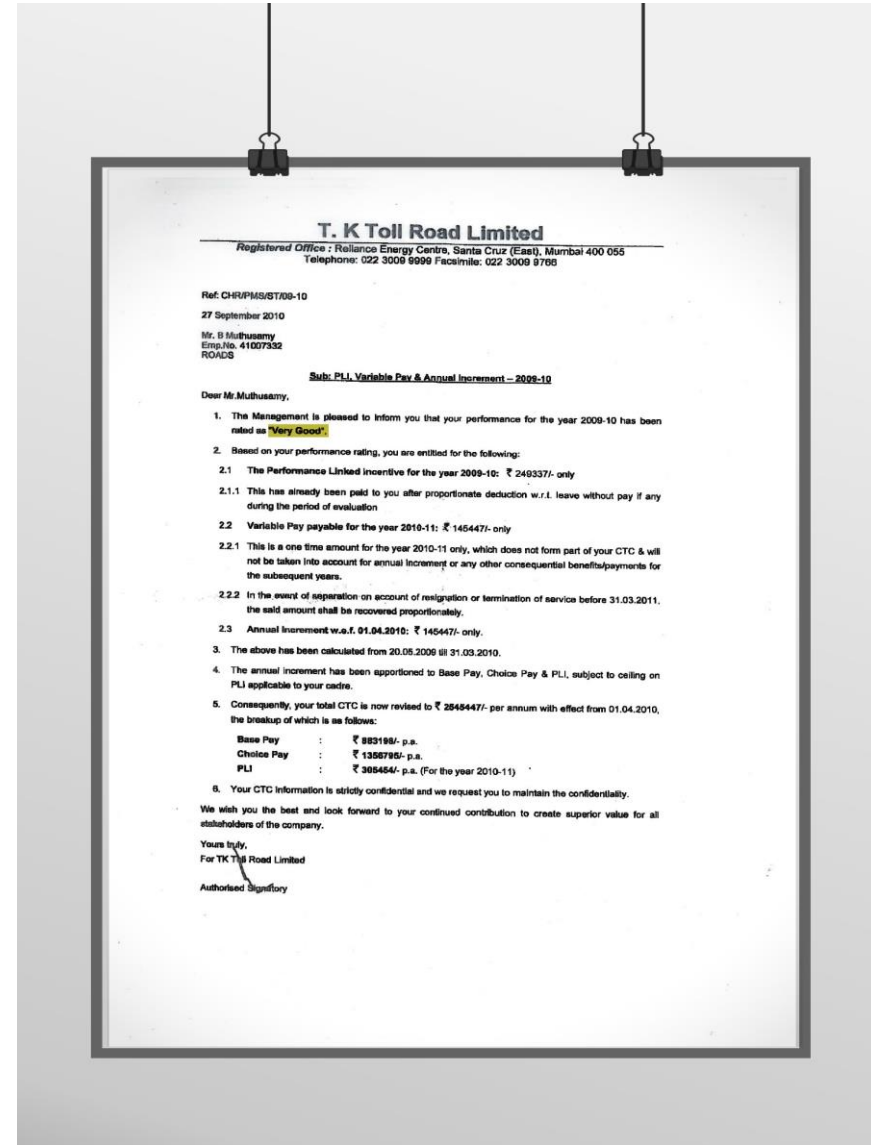 T. K Toll Road Limited
Registered Office : Reliance Energy Centre, Santa Cruz (East), Mumbai 400 055
Telephone: 022 3009 9999 Facsimile: 022 3009 9766
Ref: CHR/PMS/ST/09-10
27 September 2010
Mr. B Muthusamy
Emp.No. 41007332
ROADS
Sub: PLI, Variable Pay & Annual Increment – 2009-10
Dear Mr.Muthusamy,
1. The Management is pleased to inform you that your performance for the year 2009-10 has been
rated as "Very Good".
2. Based on your performance rating, you are entitled for the following:
2.1 The Performance Linked incentive for the year 2009-10: ₹ 249337/- only
2.1.1 This has already been paid to you after proportionate deduction w.r.t. leave without pay if any
during the period of evaluation
2.2 Variable Pay payable for the year 2010-11: ₹ 145447/- only
2.2.1 This is a one time amount for the year 2010-11 only, which does not form part of your CTC & will
not be taken into account for annual increment or any other consequential benefits/payments for
the subsequent years.
2.2.2 In the event of separation on account of resignation or termination of service before 31.03.2011,
the said amount shall be recovered proportionately.
2.3 Annual Increment w.e.f. 01.04.2010: ₹ 145447/- only.
3. The above has been calculated from 20.05.2009 till 31.03.2010.
4. The annual increment has been apportioned to Base Pay, Choice Pay & PLI, subject to ceiling on
PLI applicable to your cadre.
5. Consequently, your total CTC is now revised to ₹ 2545447/- per annum with effect from 01.04.2010,
the breakup of which is as follows:
Base Pay : ₹ 883198/- p.a.
Choice Pay : ₹ 1356795/- p.a.
PLI : ₹ 305454/- p.a. (For the year 2010-11)
6. Your CTC information is strictly confidential and we request you to maintain the confidentiality.
We wish you the best and look forward to your continued contribution to create superior value for all
stakeholders of the company.
Yours truly,
For TK Toll Road Limited
Authorised Signatory